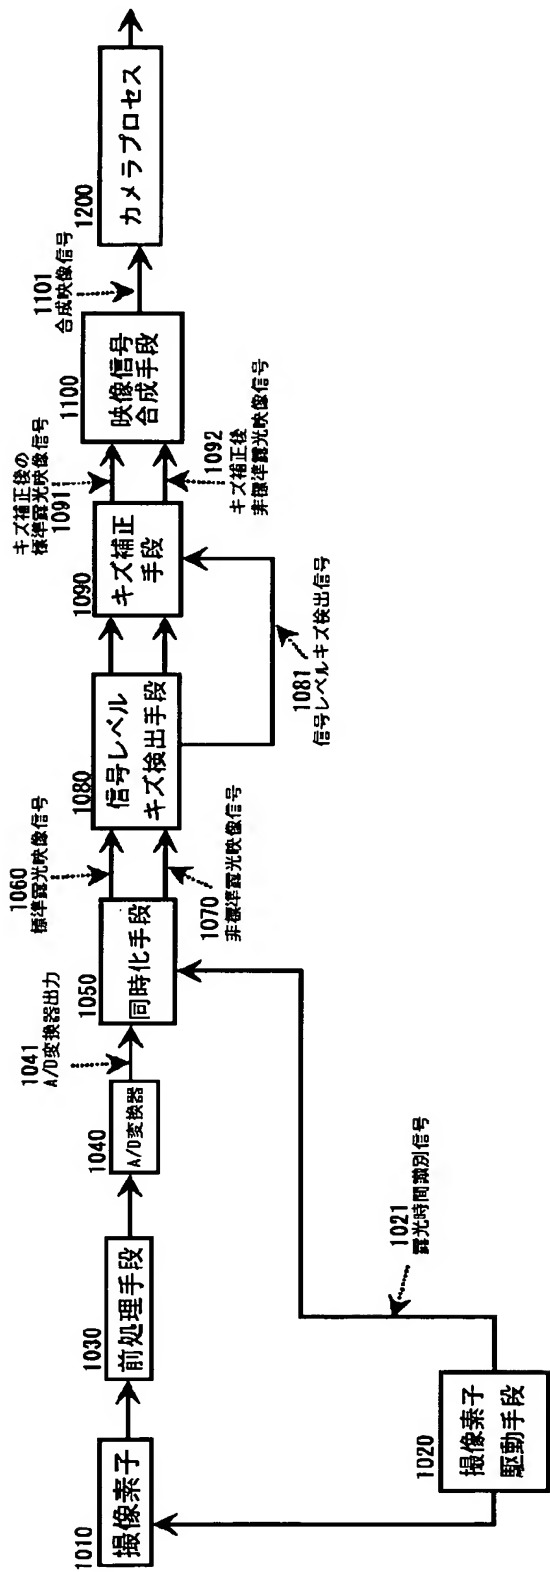 1010
撮像素子
1020
撮像素子
駆動手段
1021
露光時間識別信号
1030
前処理手段
1040
A/D変換器
1041
A/D変換器出力
1050
同時化手段
1060
標準露光映像信号
1070
非標準露光映像信号
1080
信号レベル
キズ検出手段
1081
信号レベルキズ検出信号
1090
キズ補正
手段
キズ補正後の
標準露光映像信号
1091
1092
キズ補正後
非標準露光映像信号
1100
映像信号
合成手段
1101
合成映像信号
1200
カメラプロセス